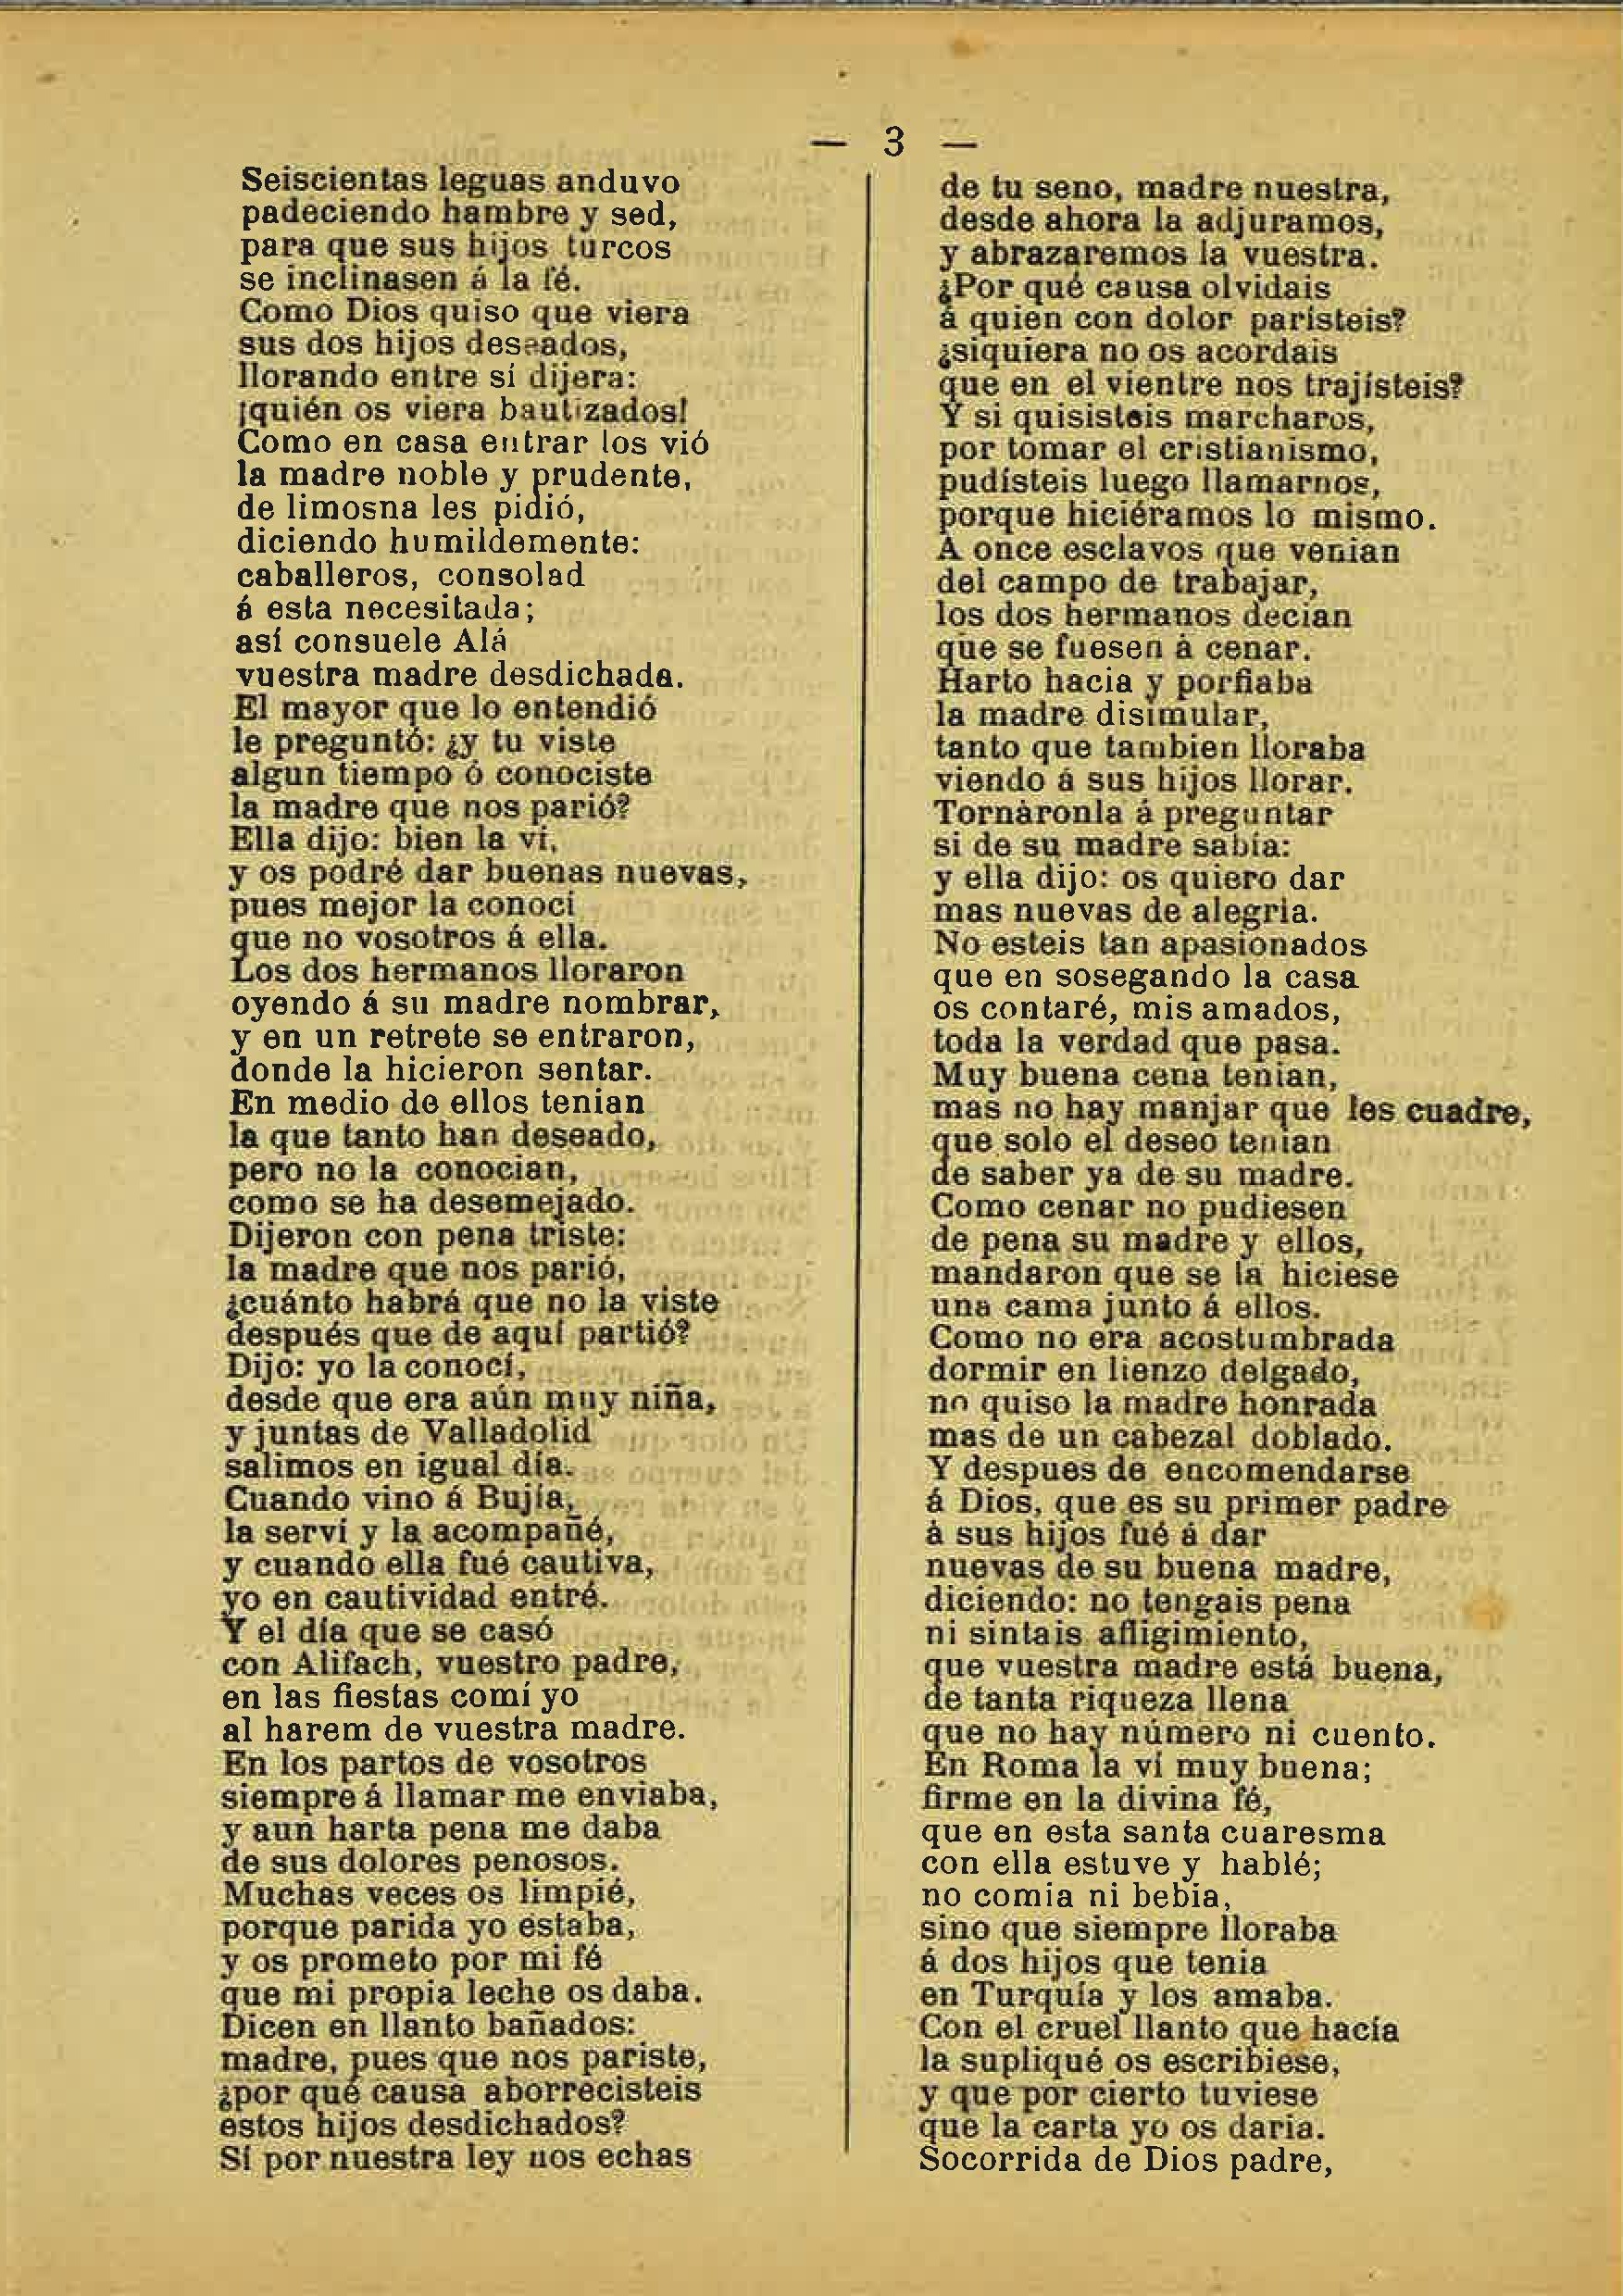 — 3 —
Seiscientas leguas anduvo
padeciendo hambre y sed,
para que sus hijos turcos
se inclinasen á la fé.
Como Dios quiso que viera
sus dos hijos deseados,
llorando entre sí dijera:
¡quién os viera bautizados!
Como en casa entrar los vió
la madre noble y prudente,
de limosna les pidió,
diciendo humildemente:
caballeros, consolad
á esta necesitada;
así consuele Alá
vuestra madre desdichada.
El mayor que lo entendió
le preguntó: ¿y tu viste
algun tiempo ó conociste
la madre que nos parió?
Ella dijo: bien la ví,
y os podré dar buenas nuevas,
pues mejor la conoci
que no vosotros á ella.
Los dos hermanos lloraron
oyendo á su madre nombrar,
y en un retrete se entraron,
donde la hicieron sentar.
En medio de ellos tenian
la que tanto han deseado,
pero no la conocian,
como se ha desemejado.
Dijeron con pena triste:
la madre que nos parió,
¿cuánto habrá que no la viste
después que de aquí partió?
Dijo: yo la conocí,
desde que era aún muy niña,
y juntas de Valladolid
salimos en igual día.
Cuando vino á Bujía,
la serví y la acompañé,
y cuando ella fué cautiva,
yo en cautividad entré.
Y el día que se casó
con Alifach, vuestro padre,
en las fiestas comí yo
al harem de vuestra madre.
En los partos de vosotros
siempre á llamar me enviaba,
y aun harta pena me daba
de sus dolores penosos.
Muchas veces os limpié,
porque parida yo estaba,
y os prometo por mi fé
que mi propia leche os daba.
Dicen en llanto bañados:
madre, pues que nos pariste,
¿por qué causa aborrecisteis
estos hijos desdichados?
Sí por nuestra ley nos echas
de tu seno, madre nuestra,
desde ahora la adjuramos,
y abrazaremos la vuestra.
¿Por qué causa olvidais
á quien con dolor paristeis?
¿siquiera no os acordais
que en el vientre nos trajísteis?
Y si quisisteis marcharos,
por tomar el cristianismo,
pudísteis luego llamarnos,
porque hiciéramos lo mismo.
A once esclavos que venian
del campo de trabajar,
los dos hermanos decian
que se fuesen á cenar.
Harto hacia y porfiaba
la madre disimular,
tanto que tambien lloraba
viendo á sus hijos llorar.
Tornàronla á preguntar
si de su madre sabia:
y ella dijo: os quiero dar
mas nuevas de alegria.
No esteis tan apasionados
que en sosegando la casa
os contaré, mis amados,
toda la verdad que pasa.
Muy buena cena tenian,
mas no hay manjar que les cuadre,
que solo el deseo tenian
de saber ya de su madre.
Como cenar no pudiesen
de pena su madre y ellos,
mandaron que se la hiciese
una cama junto á ellos.
Como no era acostumbrada
dormir en lienzo delgado,
no quiso la madre honrada
mas de un cabezal doblado.
Y despues de encomendarse
á Dios, que es su primer padre
à sus hijos fué á dar
nuevas de su buena madre,
diciendo: no tengais pena
ni sintais afligimiento,
que vuestra madre está buena,
de tanta riqueza llena
que no hay número ni cuento.
En Roma la ví muy buena;
firme en la divina fé,
que en esta santa cuaresma
con ella estuve y hablé;
no comia ni bebia,
sino que siempre lloraba
á dos hijos que tenia
en Turquía y los amaba.
Con el cruel llanto que hacía
la supliqué os escribiese,
y que por cierto tuviese
que la carta yo os daria.
Socorrida de Dios padre,